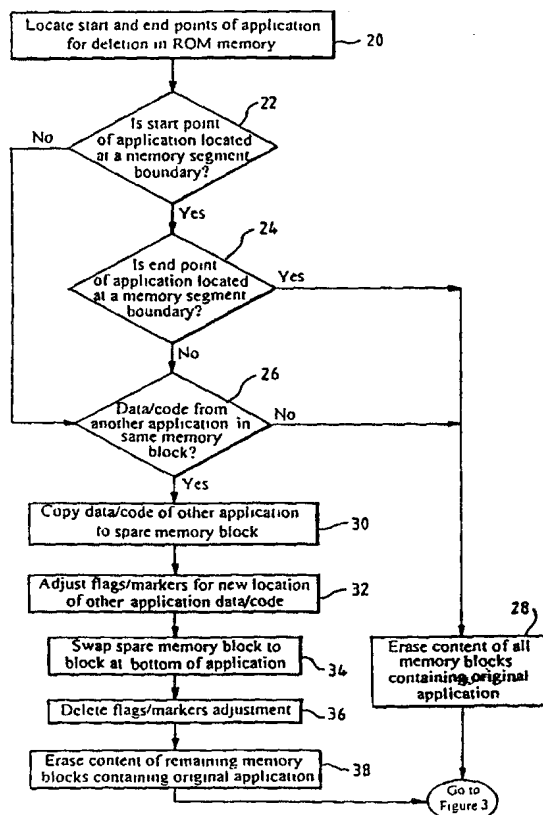 Locate start and end points of application
for deletion in ROM memory
20
22
Is start point
of application located
at a memory segment
boundary?
No
Yes
24
Is end point
of application located
at a memory segment
boundary?
Yes
No
26
Data/code from
another application in
same memory
block?
No
Yes
Copy data/code of other application
to spare memory block
30
Adjust flags/markers for new location
of other application data/code
32
Swap spare memory block to
block at bottom of application
34
Delete flags/markers adjustment
36
Erase content of remaining memory
blocks containing original application
38
28
Erase content of all
memory blocks
containing original
application
Go to
Figure 3